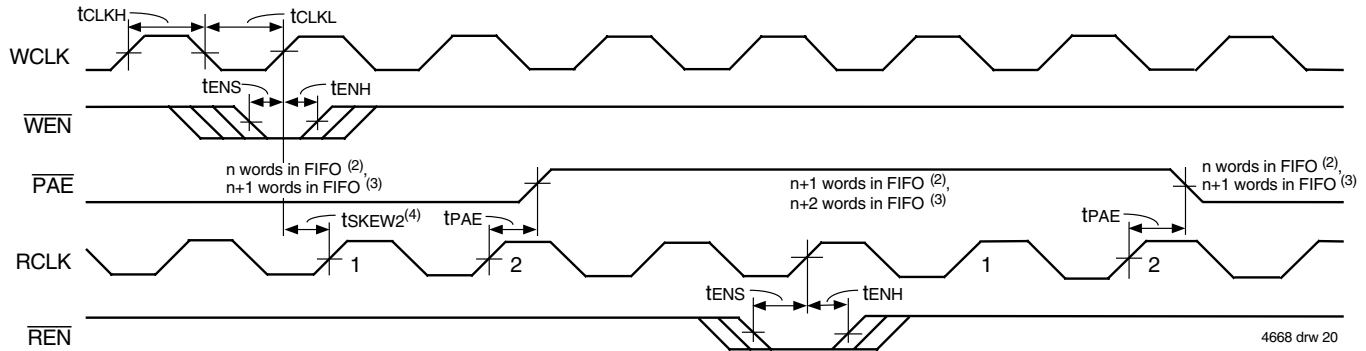 tCLKH
tCLKL
WCLK
tENS
tENH
WEN
n words in FIFO (2),
n+1 words in FIFO (3)
PAE
n+1 words in FIFO (2),
n+2 words in FIFO (3)
n words in FIFO (2),
n+1 words in FIFO (3)
tSKEW2(4)
tPAE
tPAE
RCLK
1
2
1
2
tENS
tENH
REN
4668 drw 20